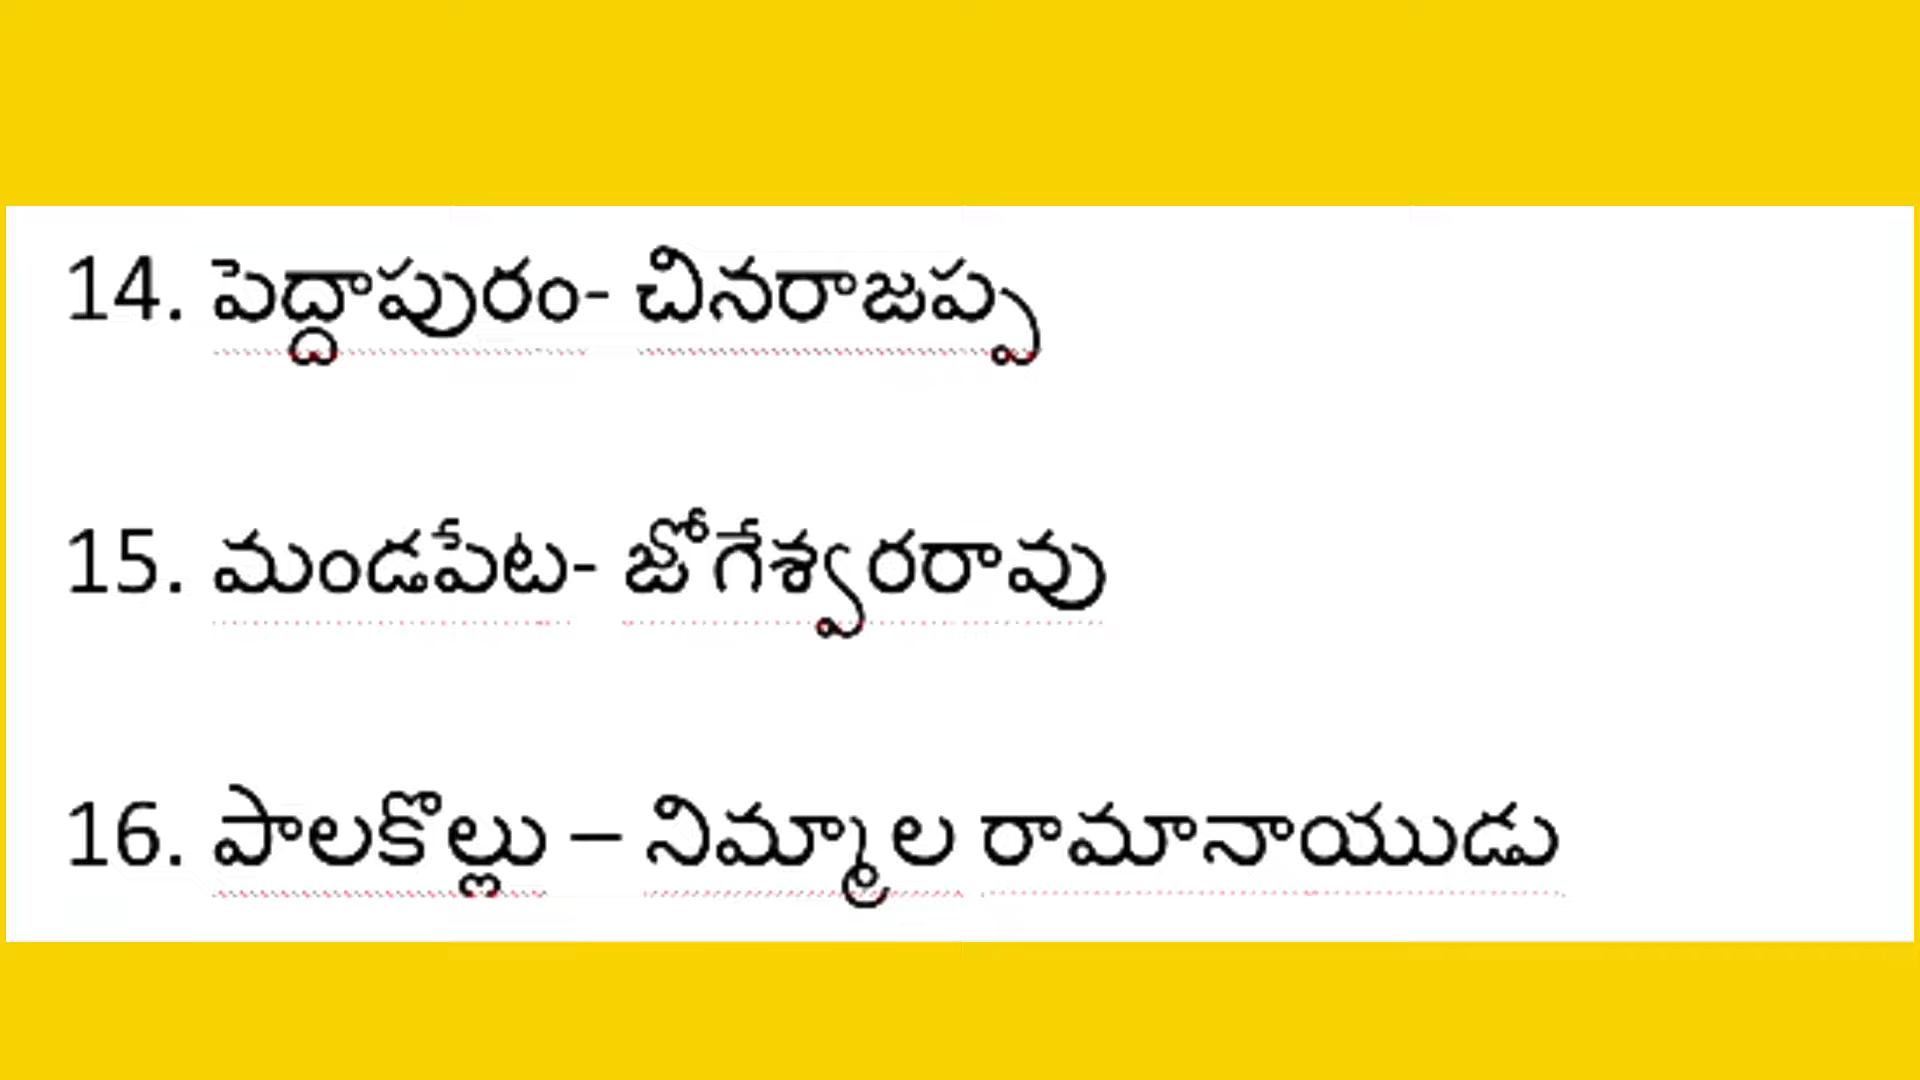 14. పెద్దాపురం- చినరాజప్ప
15. మండపేట- జోగేశ్వరరావు
16. పాలకొల్లు – నిమ్మాల రామానాయుడు